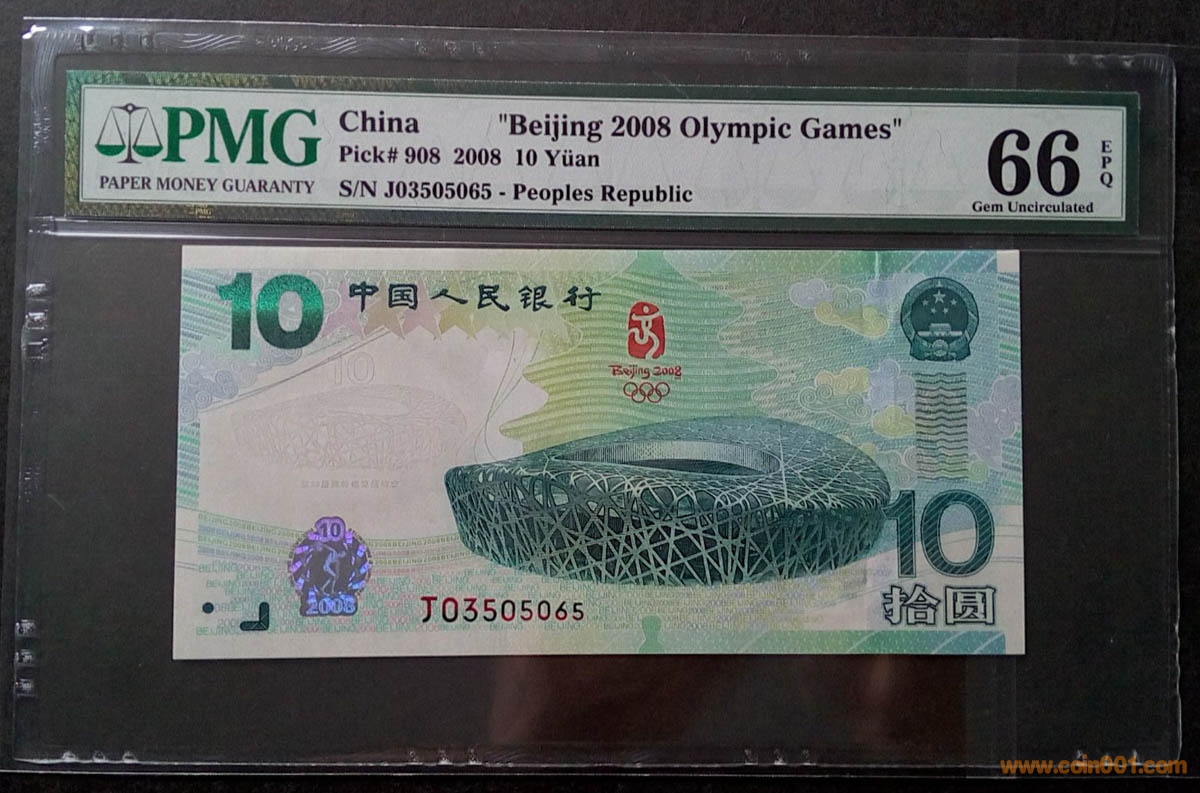 PMG
PAPER MONEY GUARANTY
China "Beijing 2008 Olympic Games"
Pick# 908 2008 10 Yüan
S/N J03505065 - Peoples Republic
66
EPQ
Gem Uncirculated
10 中国人民银行
10
Beijing 2008
10
10
拾圆
2008
J03505065
www.coin001.com